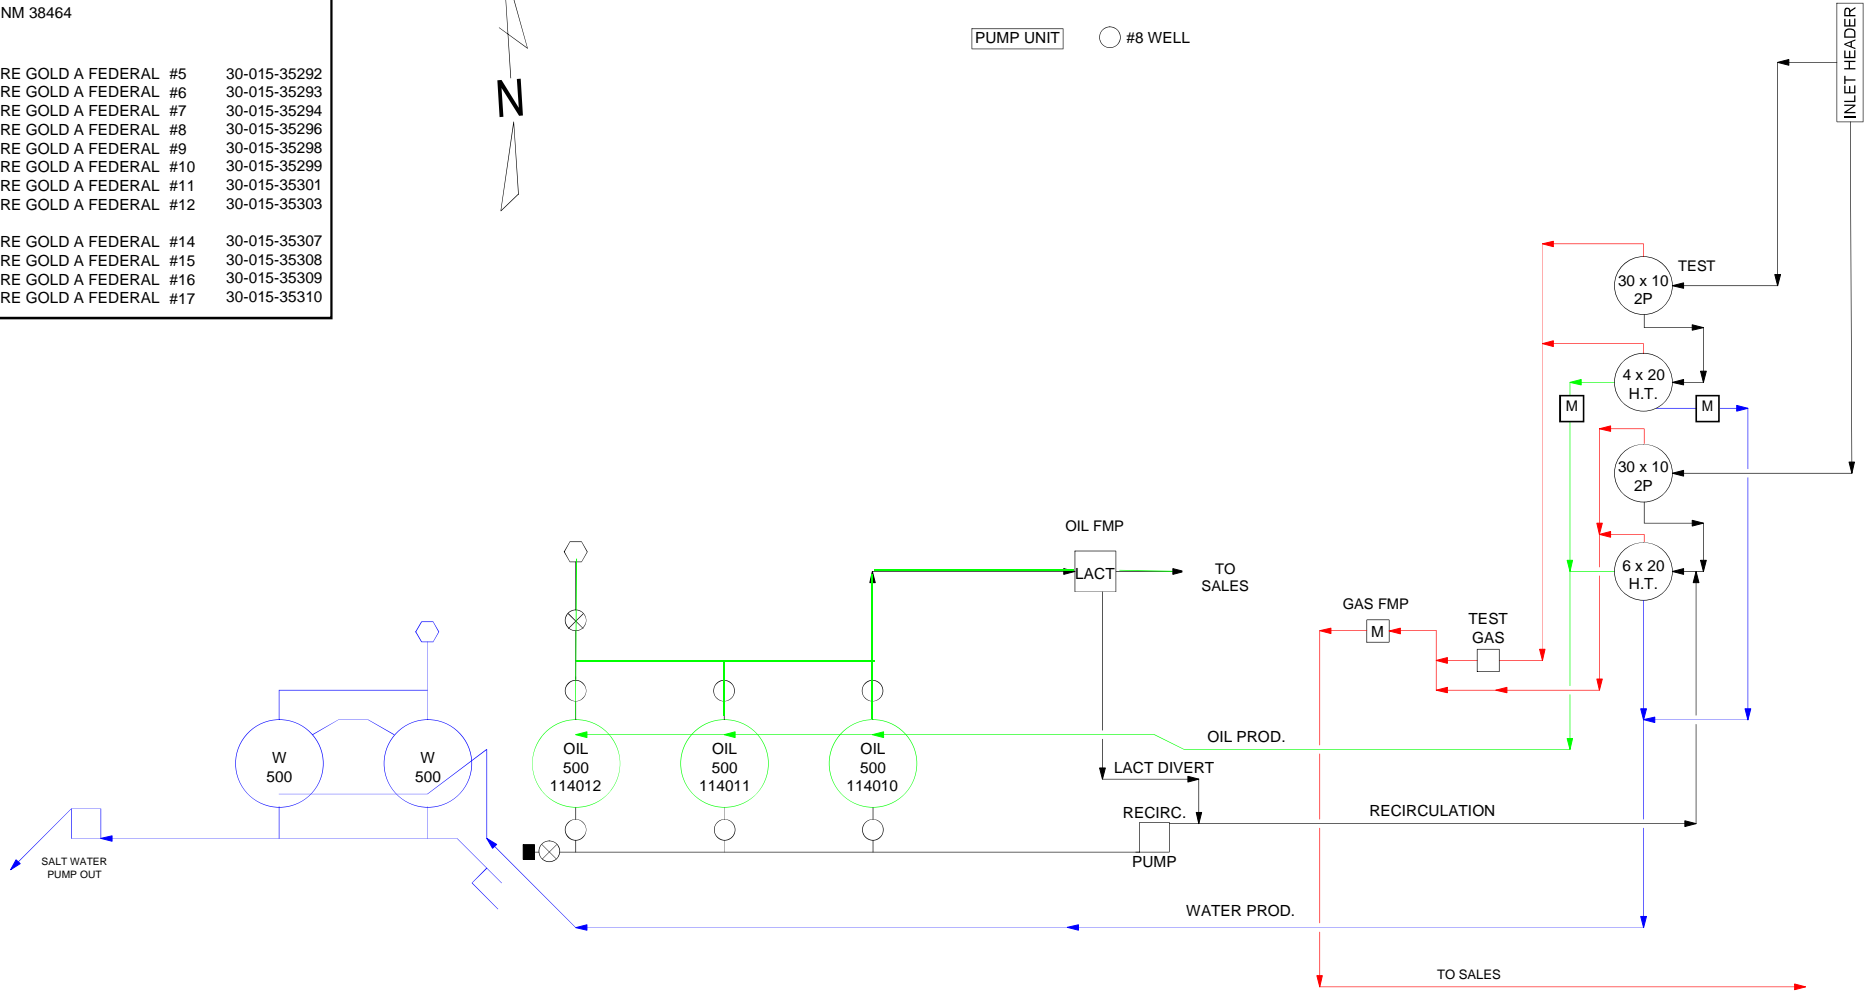 NM 38464
RE GOLD A FEDERAL #5 30-015-35292
RE GOLD A FEDERAL #6 30-015-35293
RE GOLD A FEDERAL #7 30-015-35294
RE GOLD A FEDERAL #8 30-015-35296
RE GOLD A FEDERAL #9 30-015-35298
RE GOLD A FEDERAL #10 30-015-35299
RE GOLD A FEDERAL #11 30-015-35301
RE GOLD A FEDERAL #12 30-015-35303
RE GOLD A FEDERAL #14 30-015-35307
RE GOLD A FEDERAL #15 30-015-35308
RE GOLD A FEDERAL #16 30-015-35309
RE GOLD A FEDERAL #17 30-015-35310
N
PUMP UNIT
#8 WELL
INLET HEADER
TEST
30 x 10
2P
4 x 20
H.T.
M
M
30 x 10
2P
6 x 20
H.T.
OIL FMP
LACT
TO
SALES
GAS FMP
M
TEST
GAS
W
500
W
500
OIL
500
114012
OIL
500
114011
OIL
500
114010
OIL PROD.
LACT DIVERT
RECIRC.
PUMP
RECIRCULATION
SALT WATER
PUMP OUT
WATER PROD.
TO SALES